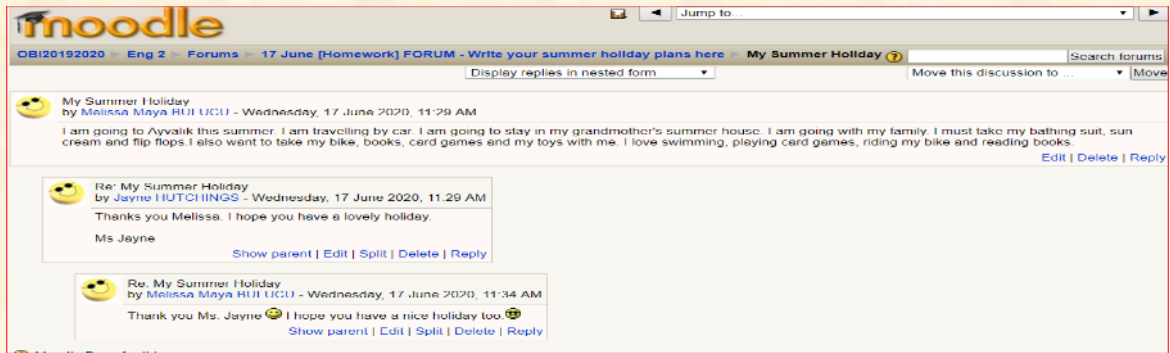 moodle
Jump to...
OBI20192020 ► Eng 2 ► Forums ► 17 June [Homework] FORUM - Write your summer holiday plans here ► My Summer Holiday
Search forums
Display replies in nested form
Move this discussion to ...
Move
My Summer Holiday
by Melissa Maya - Wednesday, 17 June 2020, 11:29 AM
I am going to Ayvalık this summer. I am travelling by car. I am going to stay in my grandmother's summer house. I am going with my family. I must take my bathing suit, sun
cream and flip flops.I also want to take my bike, books, card games and my toys with me. I love swimming, playing card games, riding my bike and reading books.
Edit | Delete | Reply
Re: My Summer Holiday
by Jayne HUTCHINGS - Wednesday, 17 June 2020, 11:29 AM
Thanks you Melissa. I hope you have a lovely holiday.
Ms Jayne
Show parent | Edit | Split | Delete | Reply
Re: My Summer Holiday
by Melissa Maya - Wednesday, 17 June 2020, 11:34 AM
Thank you Ms. Jayne I hope you have a nice holiday too.
Show parent | Edit | Split | Delete | Reply